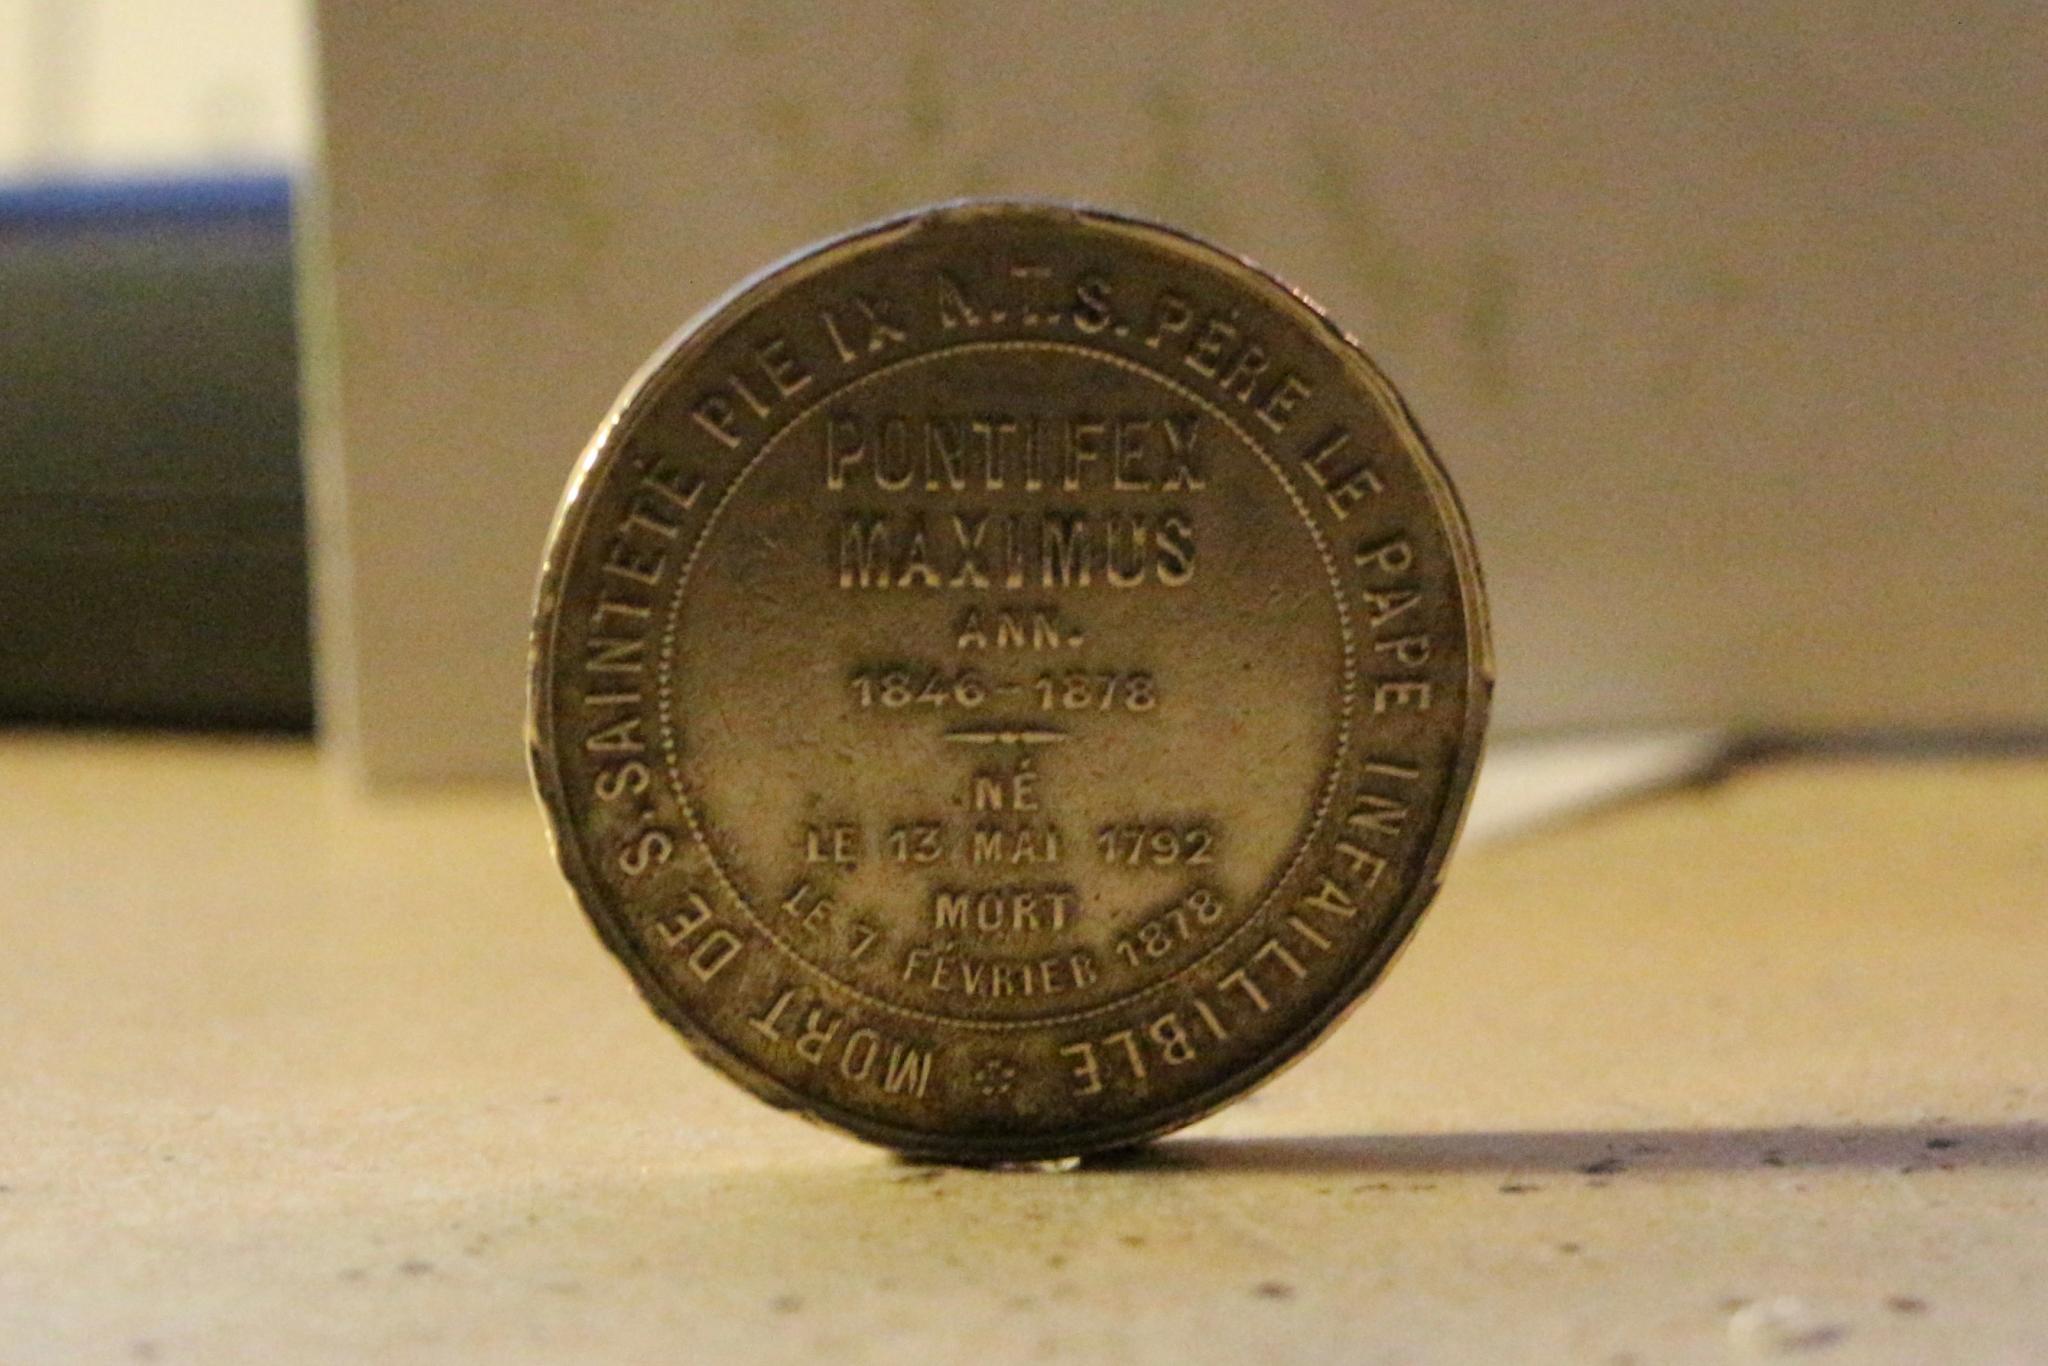 MORT DE S. SAINTETÉ PIE IX N.T.S. PÈRE LE PAPE INFAILLIBLE
PONTIFEX
MAXIMUS
ANN.
1846-1878
NÉ
LE 13 MAI 1792
MORT
LE 7 FÉVRIER 1878